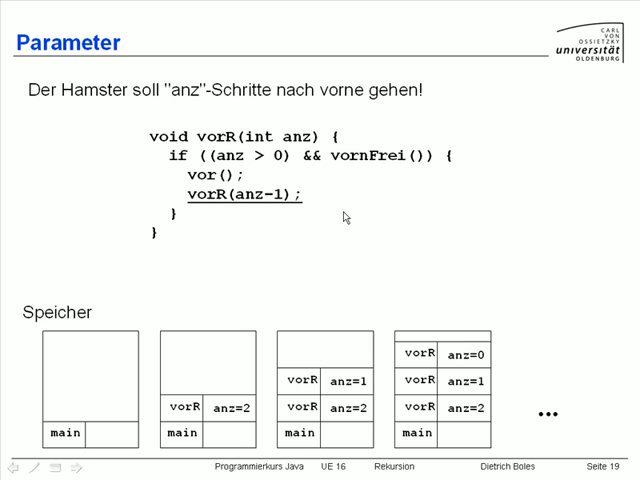 Parameter
CARL
VON
OSSIETZKY
universität
OLDENBURG
Der Hamster soll "anz"-Schritte nach vorne gehen!
void vorR(int anz) {
if ((anz > 0) && vornFrei()) {
vor();
vorR(anz-1);
}
}
Speicher
main
vorR anz=2
main
vorR anz=1
vorR anz=2
main
vorR anz=0
vorR anz=1
vorR anz=2
main
...
Programmierkurs Java UE 16 Rekursion Dietrich Boles Seite 19